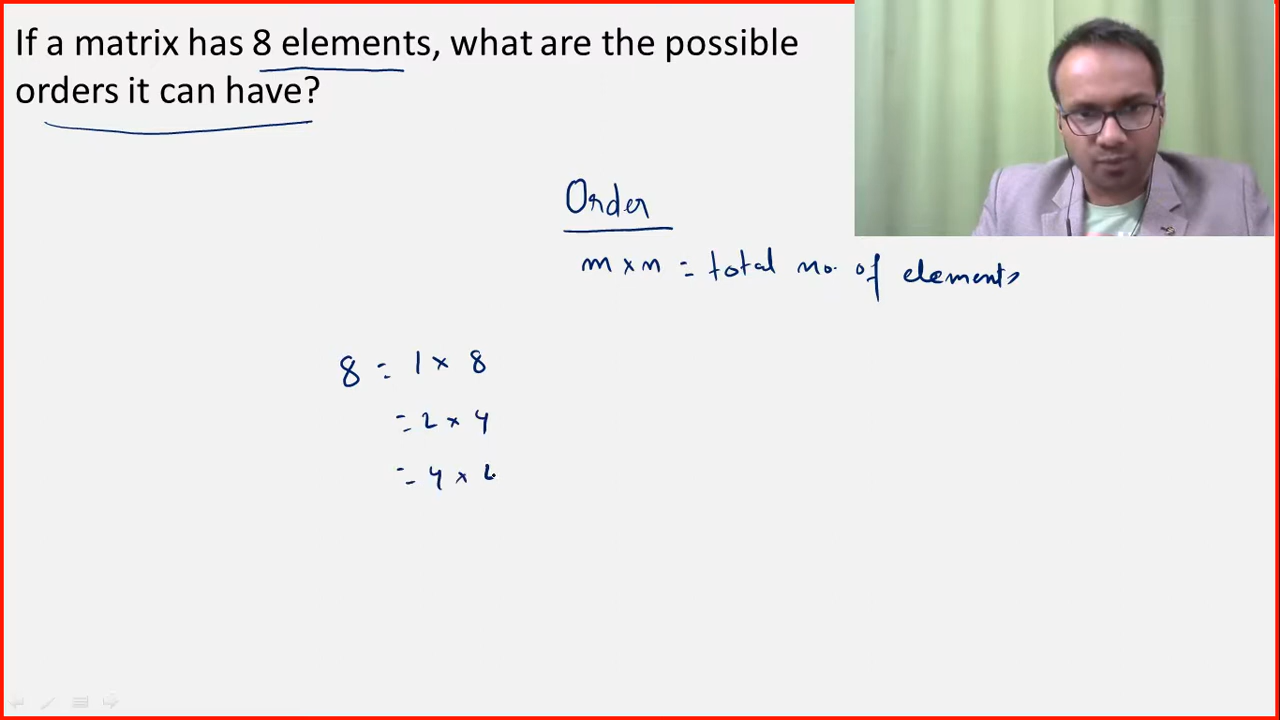 If a matrix has 8 elements, what are the possible
orders it can have?
Order
m × n = total no. of elements
8 = 1 × 8
= 2 × 4
= 4 × 2